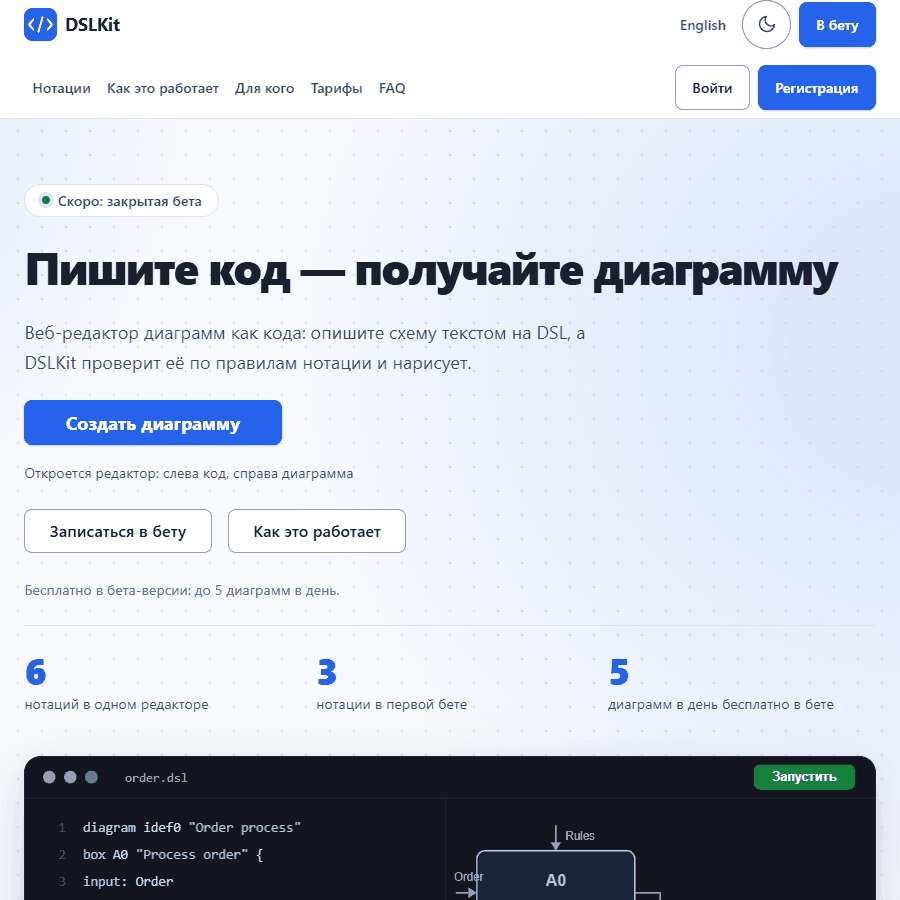 DSLKit
English
В бету
Нотации Как это работает Для кого Тарифы FAQ
Войти
Регистрация
Скоро: закрытая бета
Пишите код — получайте диаграмму
Веб-редактор диаграмм как кода: опишите схему текстом на DSL, а
DSLKit проверит её по правилам нотации и нарисует.
Создать диаграмму
Откроется редактор: слева код, справа диаграмма
Записаться в бету
Как это работает
Бесплатно в бета-версии: до 5 диаграмм в день.
6
нотаций в одном редакторе
3
нотации в первой бете
5
диаграмм в день бесплатно в бете
order.dsl
Запустить
1 diagram idef0 "Order process"
2 box A0 "Process order" {
3 input: Order
Rules
Order
A0